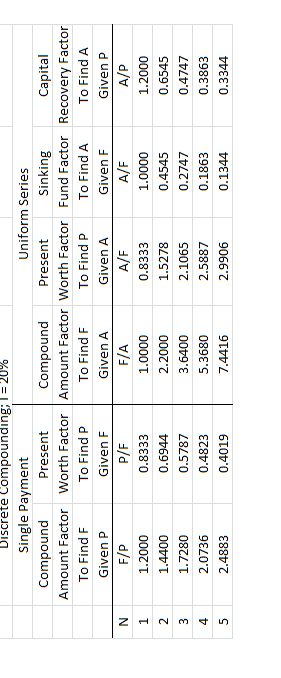 Discrete Compounding; i = 20%
Single Payment Uniform Series
Compound Present Compound Present Sinking Capital
Amount Factor Worth Factor Amount Factor Worth Factor Fund Factor Recovery Factor
To Find F To Find P To Find F To Find P To Find A To Find A
Given P Given F Given A Given A Given F Given P
N F/P P/F F/A A/F A/F A/P
1 1.2000 0.8333 1.0000 0.8333 1.0000 1.2000
2 1.4400 0.6944 2.2000 1.5278 0.4545 0.6545
3 1.7280 0.5787 3.6400 2.1065 0.2747 0.4747
4 2.0736 0.4823 5.3680 2.5887 0.1863 0.3863
5 2.4883 0.4019 7.4416 2.9906 0.1344 0.3344